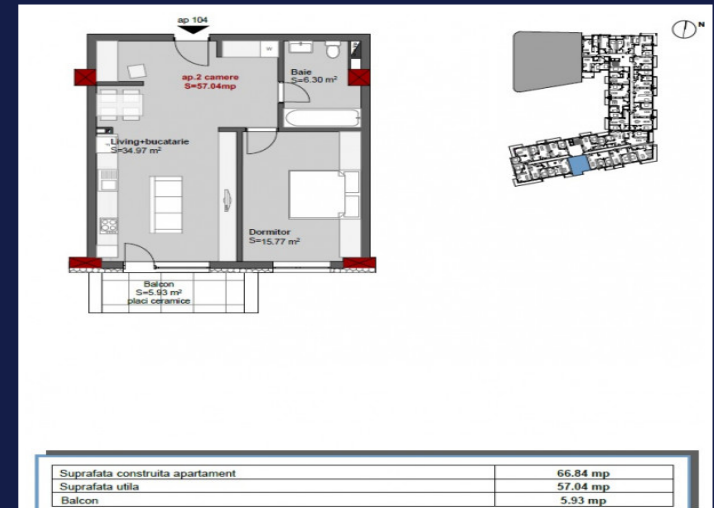 ap 104
N
ap.2 camere
S=57.04mp
Baie
S=6.30 m²
Living+bucatarie
S=34.97 m²
Dormitor
S=15.77 m²
Balcon
S=5.93 m²
placi ceramice
Suprafata construita apartament 66.84 mp
Suprafata utila 57.04 mp
Balcon 5.93 mp